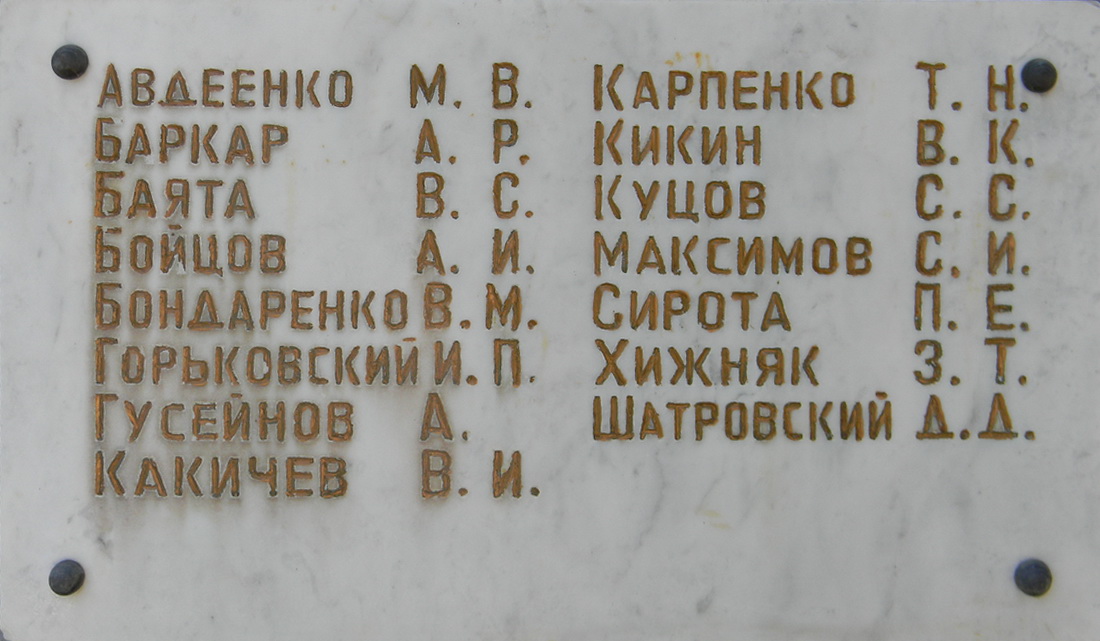 АВДЕЕНКО М. В.
БАРКАР А. Р.
БАЯТА В. С.
БОЙЦОВ А. И.
БОНДАРЕНКО В. М.
ГОРЬКОВСКИЙ И. П.
ГУСЕЙНОВ А.
КАКИЧЕВ В. И.
КАРПЕНКО Т. Н.
КИКИН В. К.
КУЦОВ С. С.
МАКСИМОВ С. И.
СИРОТА П. Е.
ХИЖНЯК З. Т.
ШАТРОВСКИЙ Д. Д.